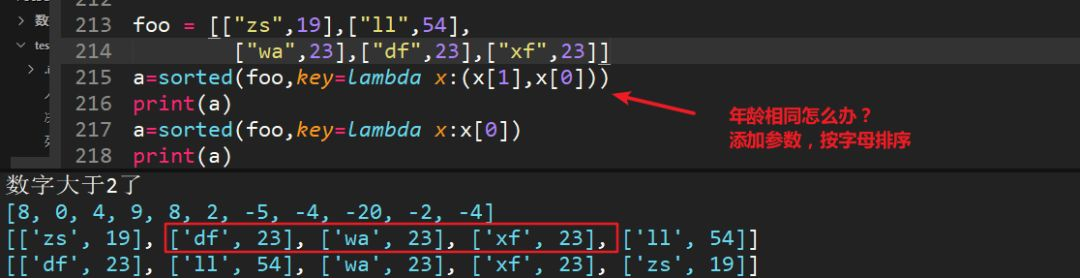 数
tes
212
213 foo = [["zs",19],["ll",54],
214 ["wa",23],["df",23],["xf",23]]
215 a=sorted(foo,key=lambda x:(x[1],x[0]))
216 print(a)
217 a=sorted(foo,key=lambda x:x[0])
218 print(a)
年龄相同怎么办？
添加参数，按字母排序
数字大于2了
[8, 0, 4, 9, 8, 2, -5, -4, -20, -2, -4]
[['zs', 19], ['df', 23], ['wa', 23], ['xf', 23], ['ll', 54]]
[['df', 23], ['ll', 54], ['wa', 23], ['xf', 23], ['zs', 19]]